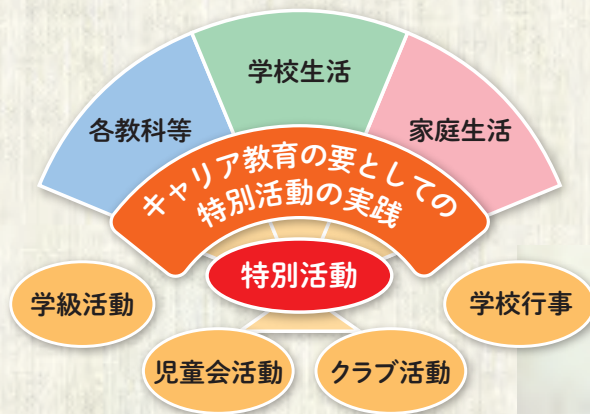 学校生活
各教科等
家庭生活
キャリア教育の要としての
特別活動の実践
特別活動
学級活動
学校行事
児童会活動
クラブ活動